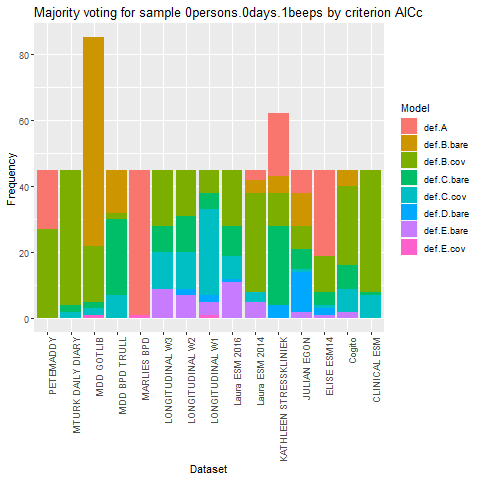 Majority voting for sample 0persons.0days.1beeps by criterion AICc
Frequency
80
60
40
20
0
PETEMADDY
MTURK DAILY DIARY
MDD GOTLIB
MDD BPD TRULL
MARLIES BPD
LONGITUDINAL W3
LONGITUDINAL W2
LONGITUDINAL W1
Laura ESM 2016
Laura ESM 2014
KATHLEEN STRESSKLINIEK
JULIAN EGON
ELISE ESM14
Cogito
CLINICAL ESM
Dataset
Model
def.A
def.B.bare
def.B.cov
def.C.bare
def.C.cov
def.D.bare
def.E.bare
def.E.cov